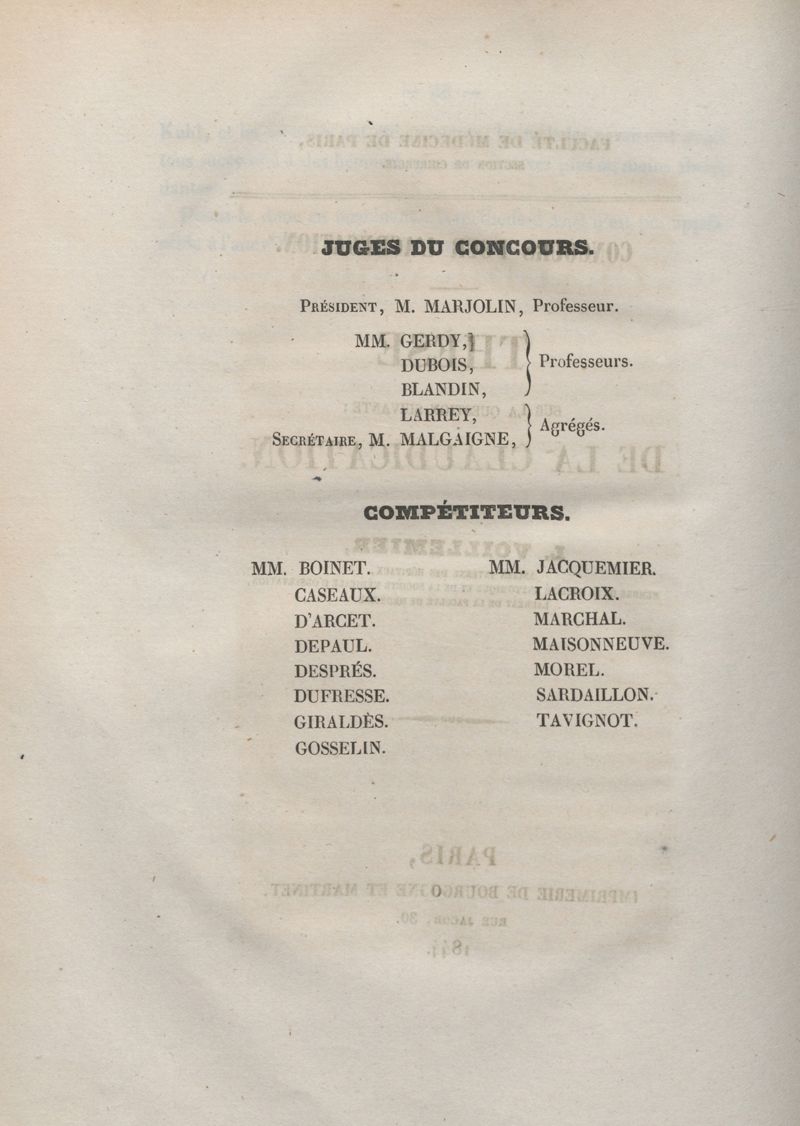 JUGES DU CONCOURS.
PRÉSIDENT, M. MARJOLIN, Professeur.
MM. GERDY,}
DUBOIS,
BLANDIN,
} Professeurs.
LARREY,
SECRÉTAIRE, M. MALGAIGNE,
} Agrégés.
COMPÉTITEURS.
MM. BOINET.
CASEAUX.
D'ARCET.
DEPAUL.
DESPRÉS.
DUFRESSE.
GIRALDÈS.
GOSSELIN.
MM. JACQUEMIER.
LACROIX.
MARCHAL.
MAISONNEUVE.
MOREL.
SARDAILLON.
TAVIGNOT.